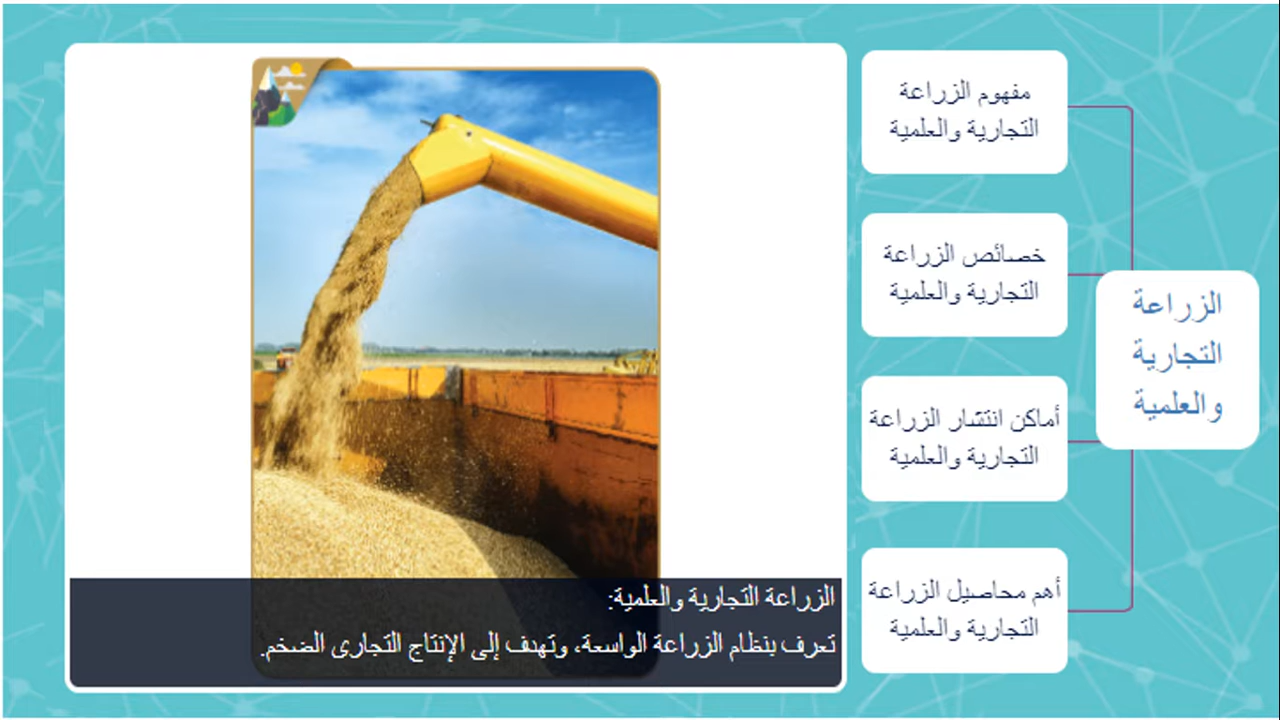 الزراعة
التجارية
والعلمية
مفهوم الزراعة
التجارية والعلمية
خصائص الزراعة
التجارية والعلمية
أماكن انتشار الزراعة
التجارية والعلمية
أهم محاصيل الزراعة
التجارية والعلمية
الزراعة التجارية والعلمية:
تعرف بنظام الزراعة الواسعة، وتهدف إلى الإنتاج التجارى الضخم.